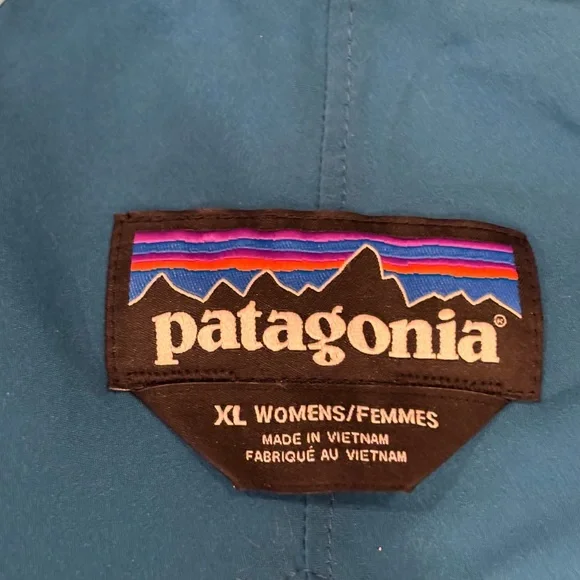 patagonia®
XL WOMENS/FEMMES
MADE IN VIETNAM
FABRIQUÉ AU VIETNAM